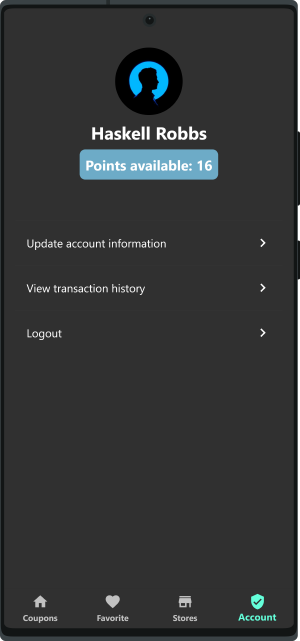 Haskell Robbs
Points available: 16
Update account information
View transaction history
Logout
Coupons Favorite Stores Account